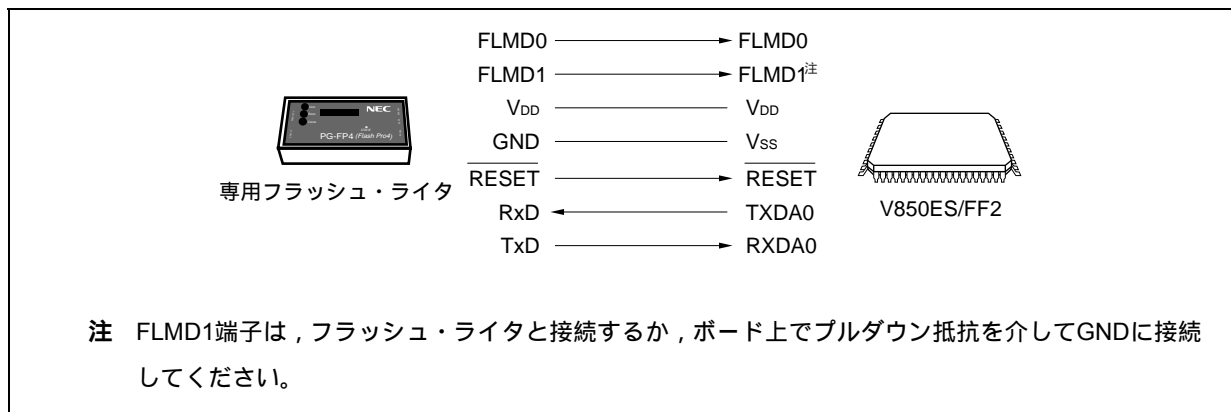 FLMD0 FLMD0
FLMD1 FLMD1注
VDD VDD
GND VSS
RESET RESET
RxD TXDA0
TxD RXDA0
NEC
PG-FP4 (Flash Pro4)
専用フラッシュ・ライタ
V850ES/FF2
注 FLMD1端子は，フラッシュ・ライタと接続するか，ボード上でプルダウン抵抗を介してGNDに接続
してください。